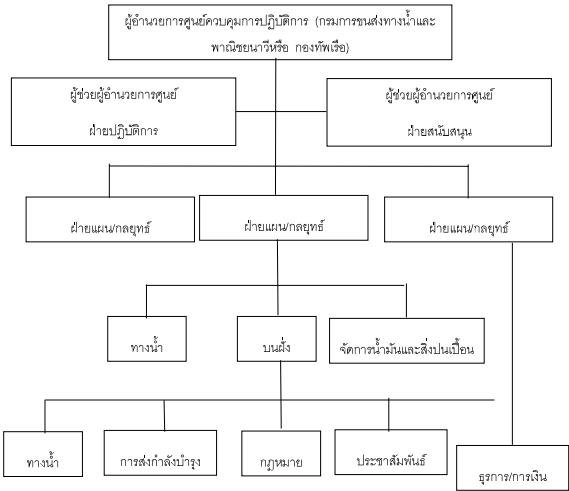 ผู้อำนวยการศูนย์ควบคุมการปฏิบัติการ (กรมการขนส่งทางน้ำและ
พาณิชยนาวีหรือ กองทัพเรือ)
ผู้ช่วยผู้อำนวยการศูนย์
ฝ่ายปฏิบัติการ
ผู้ช่วยผู้อำนวยการศูนย์
ฝ่ายสนับสนุน
ฝ่ายแผน/กลยุทธ์
ฝ่ายแผน/กลยุทธ์
ฝ่ายแผน/กลยุทธ์
ทางน้ำ
บนฝั่ง
จัดการน้ำมันและสิ่งปนเปื้อน
ทางน้ำ
การส่งกำลังบำรุง
กฎหมาย
ประชาสัมพันธ์
ธุรการ/การเงิน